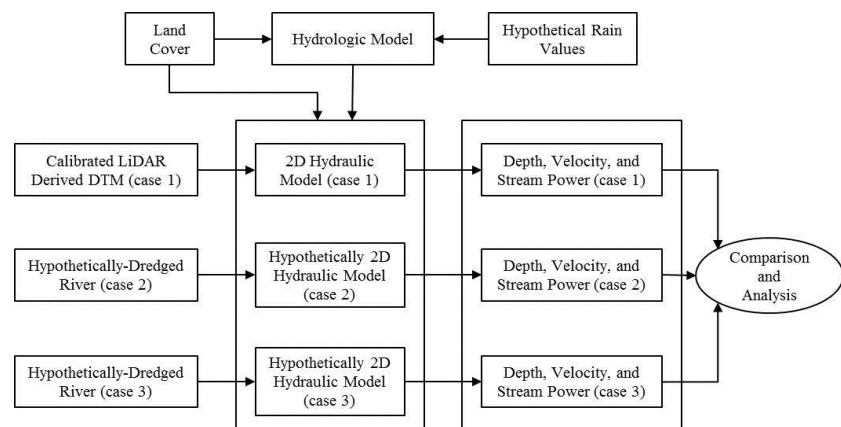 Land
Cover
Hydrologic Model
Hypothetical Rain
Values
Calibrated LiDAR
Derived DTM (case 1)
2D Hydraulic
Model (case 1)
Depth, Velocity, and
Stream Power (case 1)
Hypothetically-Dredged
River (case 2)
Hypothetically 2D
Hydraulic Model
(case 2)
Depth, Velocity, and
Stream Power (case 2)
Comparison
and
Analysis
Hypothetically-Dredged
River (case 3)
Hypothetically 2D
Hydraulic Model
(case 3)
Depth, Velocity, and
Stream Power (case 3)